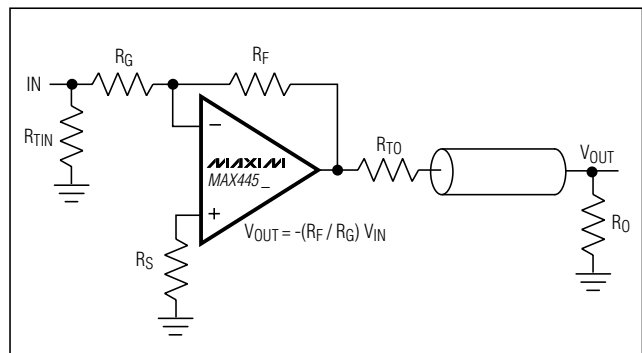 RG
RF
IN
RTIN
−
MAXIM
MAX445_
RTO
VOUT
+
VOUT = -(RF / RG) VIN
RO
RS